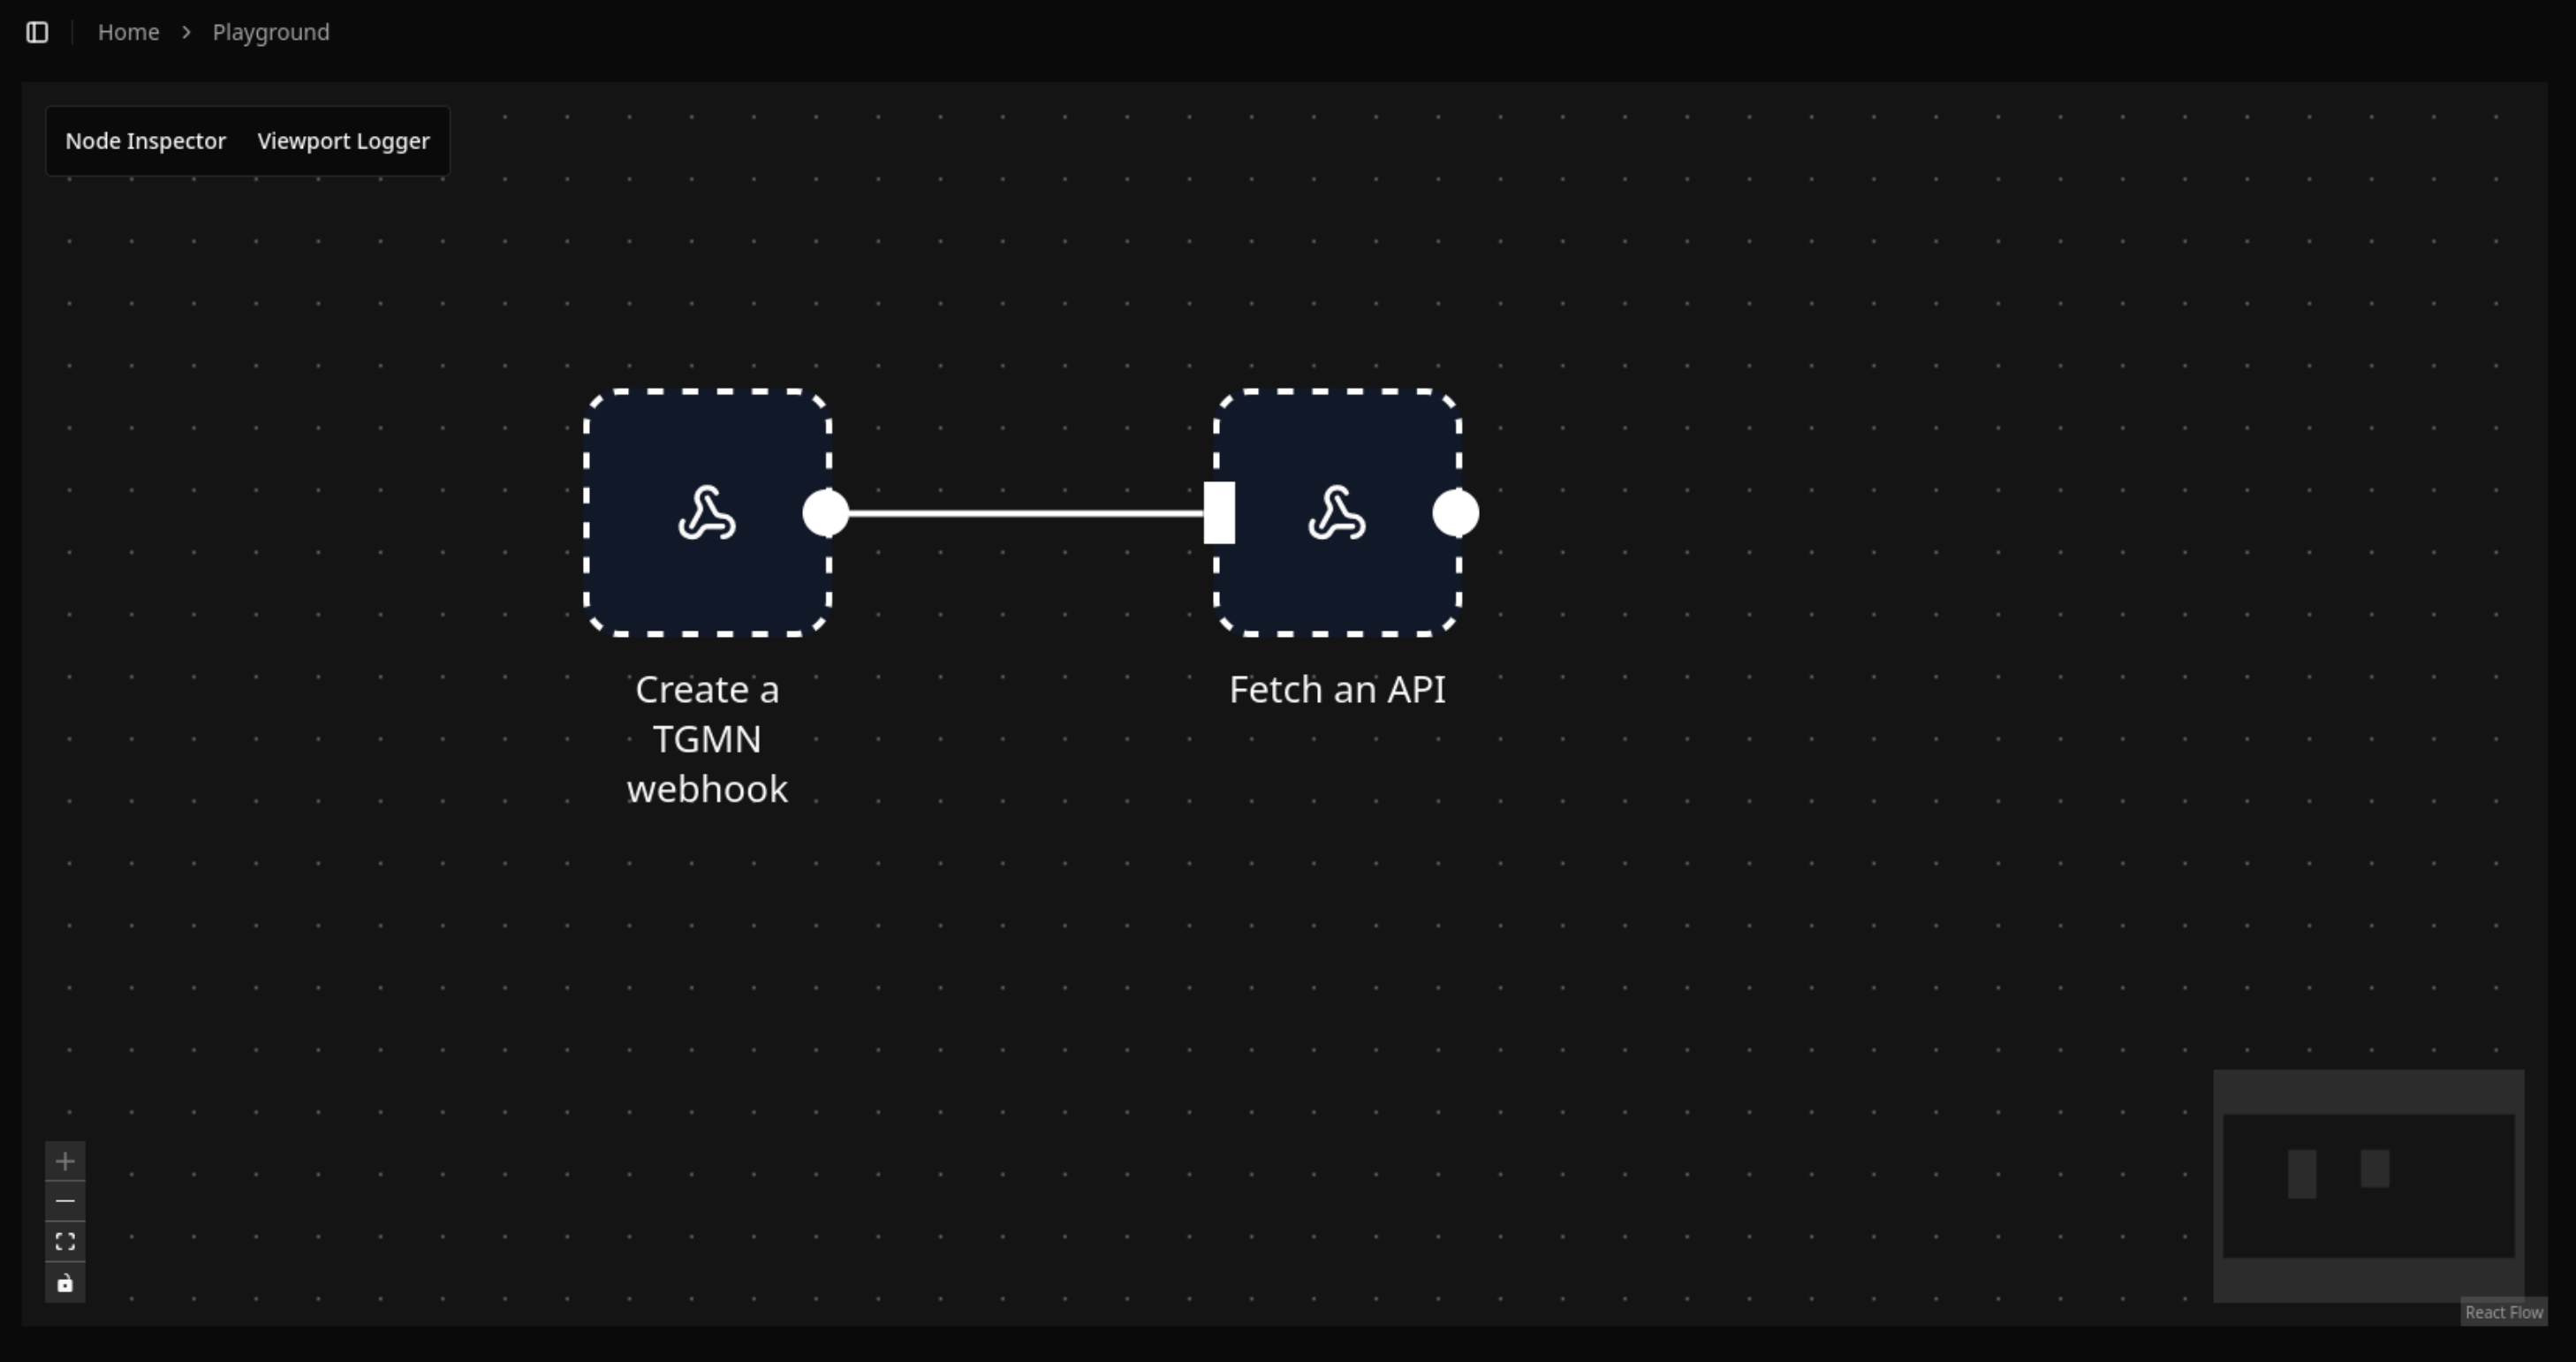 Home > Playground
Node Inspector Viewport Logger
Create a
TGMN
webhook
Fetch an API
React Flow